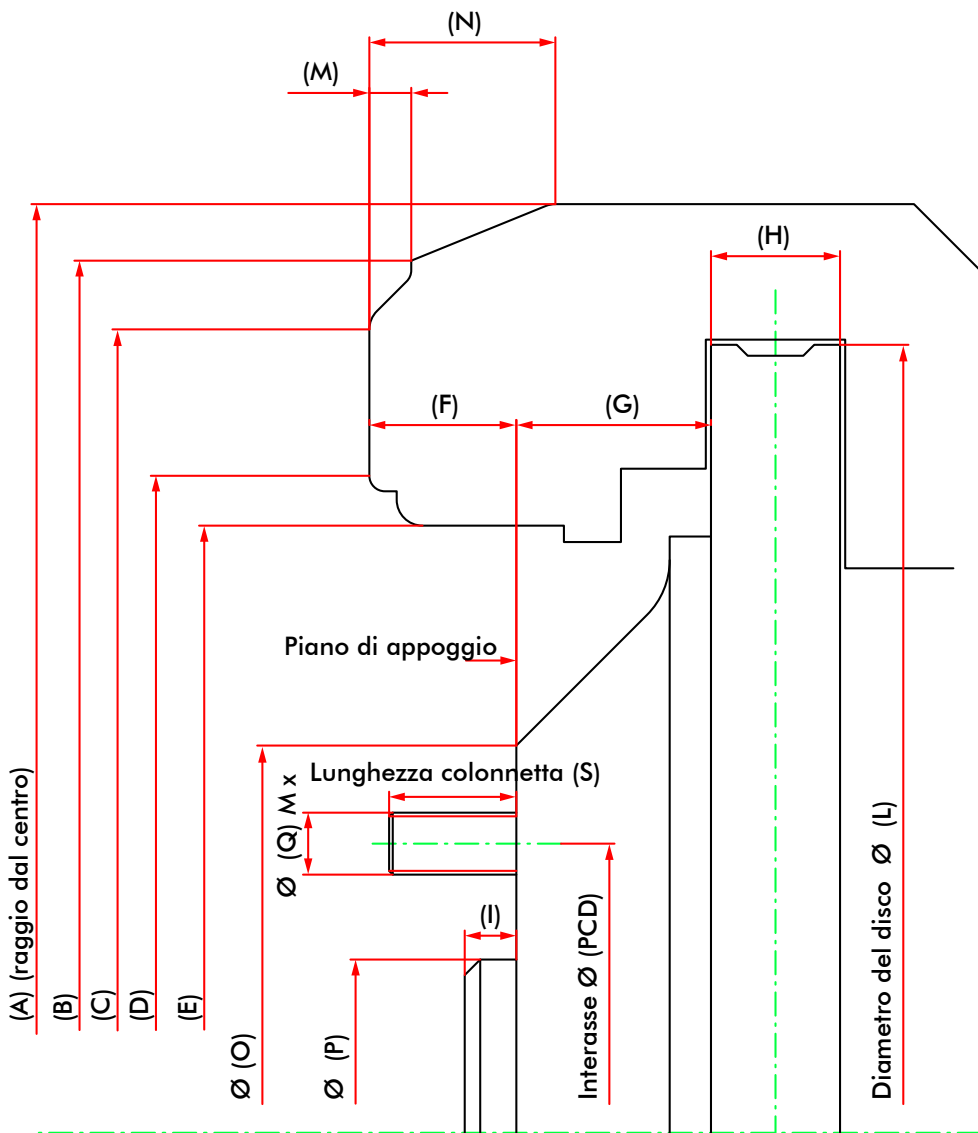 (N)
(M)
(H)
(F)
(G)
Piano di appoggio
Lunghezza colonnetta (S)
Ø (Q) M x
(I)
(A) (raggio dal centro)
(B)
(C)
(D)
(E)
Ø (O)
Ø (P)
Interasse Ø (PCD)
Diametro del disco Ø (L)